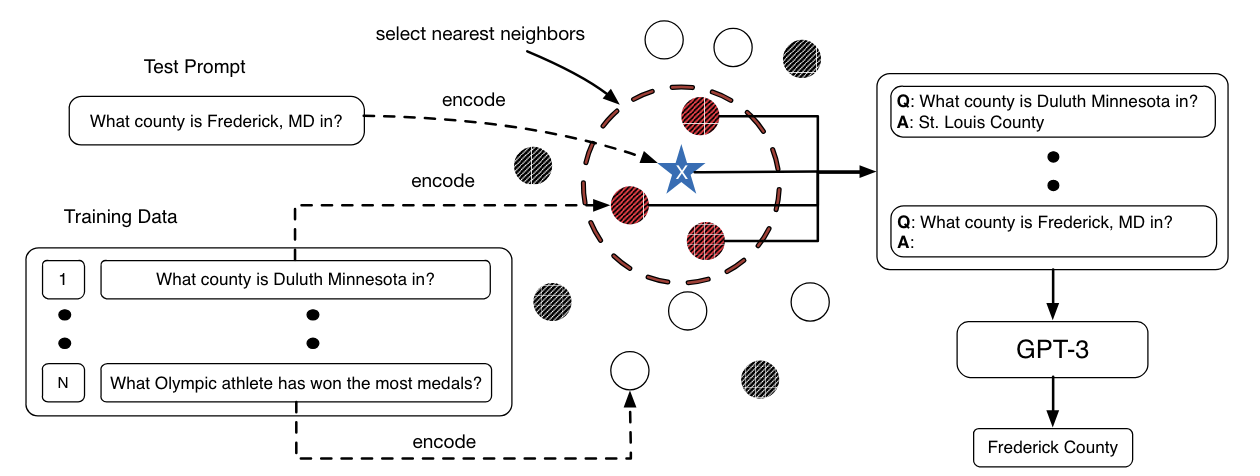 select nearest neighbors
Test Prompt
encode
What county is Frederick, MD in?
X
encode
Training Data
1
What county is Duluth Minnesota in?
N
What Olympic athlete has won the most medals?
encode
Q: What county is Duluth Minnesota in?
A: St. Louis County
Q: What county is Frederick, MD in?
A:
GPT-3
Frederick County